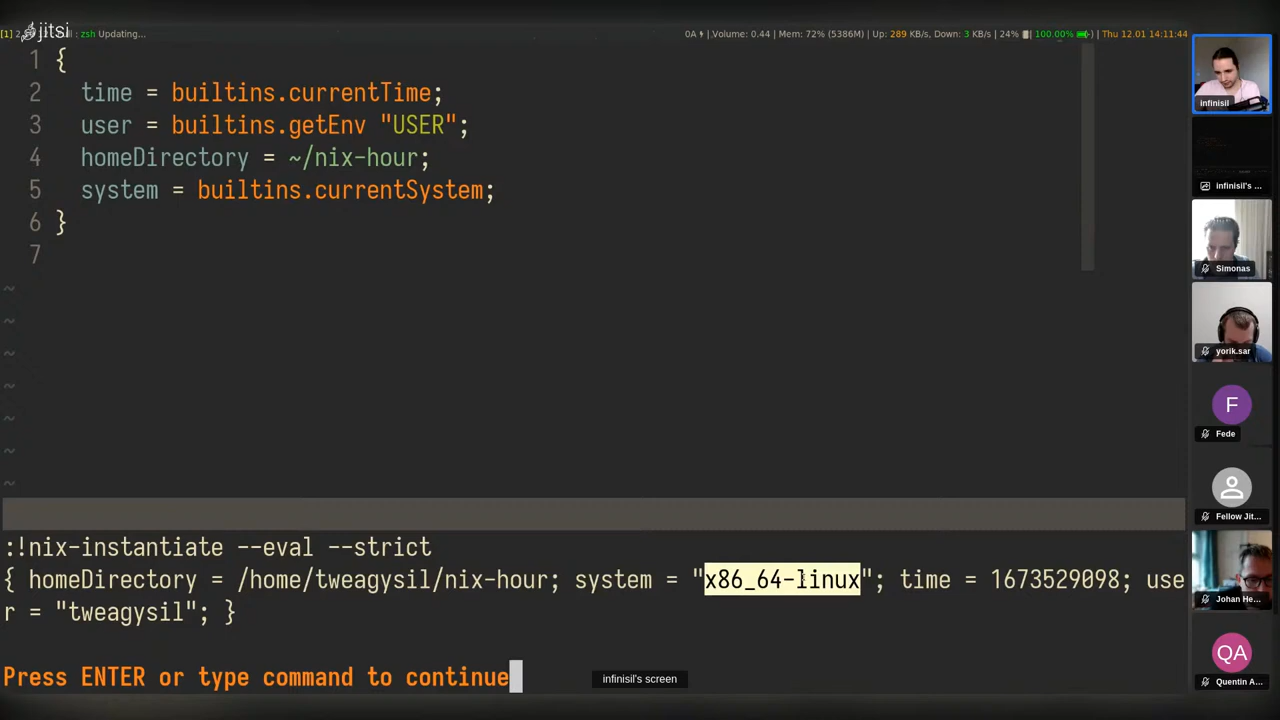 jitsi
[1] 2 zsh Updating... 0A Volume: 0.44 | Mem: 72% (5386M) | Up: 289 KB/s, Down: 3 KB/s | 24% | 100.00% | Thu 12.01 14:11:44
1 {
2 time = builtins.currentTime;
3 user = builtins.getEnv "USER";
4 homeDirectory = ~/nix-hour;
5 system = builtins.currentSystem;
6 }
7
~
~
~
~
~
~
~
:!nix-instantiate --eval --strict
{ homeDirectory = /home/tweagysil/nix-hour; system = "x86_64-linux"; time = 1673529098; use
r = "tweagysil"; }
Press ENTER or type command to continue
infinisil's screen
infinisil
infinisil's ...
Simonas
yorik.sar
F
Fede
Fellow Jit...
Johan He...
QA
Quentin A...